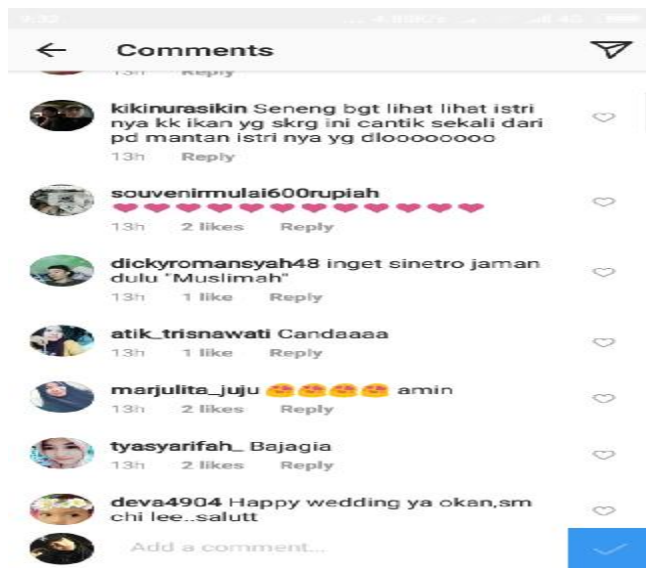 9:32
4G
Comments
13h Reply
kikinurasikin Seneng bgt lihat lihat istri
nya kk ikan yg skrg ini cantik sekali dari
pd mantan istri nya yg dloooooooo
13h Reply
souvenirmulai600rupiah
❤❤❤❤❤❤❤❤❤❤❤❤❤
13h 2 likes Reply
dickyromansyah48 inget sinetro jaman
dulu "Muslimah"
13h 1 like Reply
atik_trisnawati Candaaaa
13h 1 like Reply
marjulita_juju 😍😍😍😍 amin
13h 2 likes Reply
tyasyarifah_ Bajagia
13h 2 likes Reply
deva4904 Happy wedding ya okan,sm
chi lee..salutt
Add a comment...